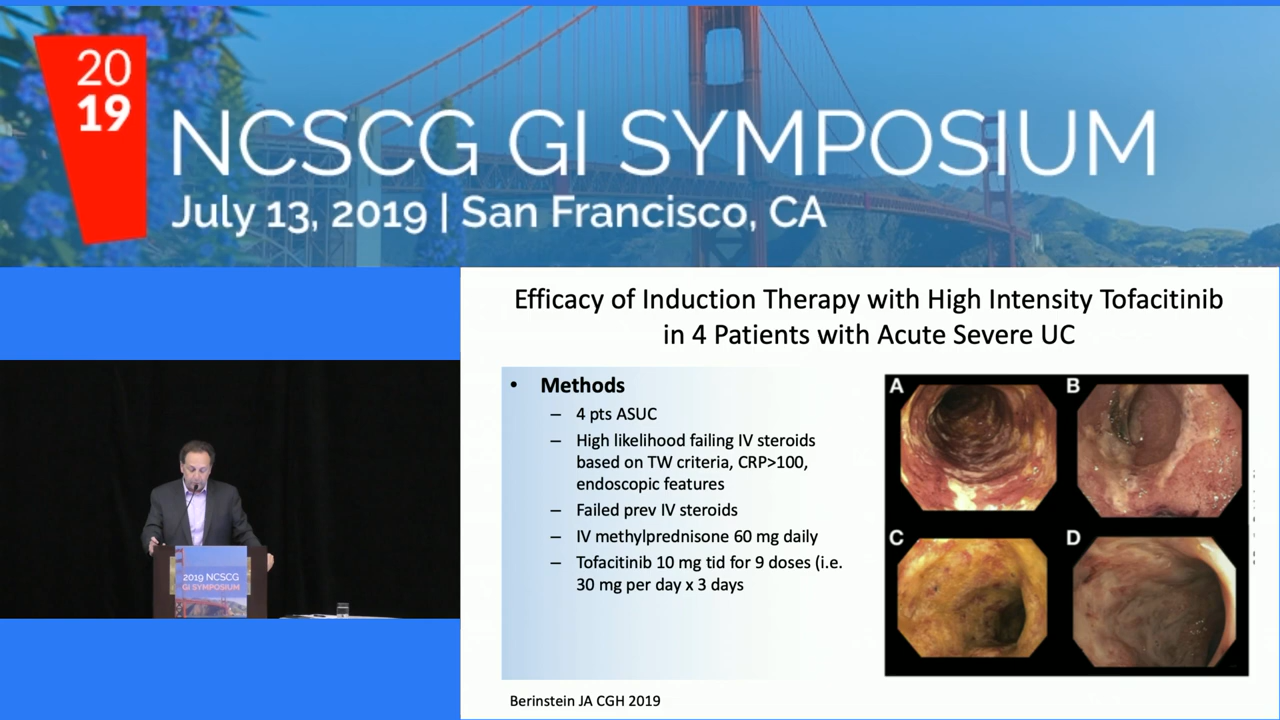 20
19
NCSCG GI SYMPOSIUM
July 13, 2019 | San Francisco, CA
Efficacy of Induction Therapy with High Intensity Tofacitinib
in 4 Patients with Acute Severe UC
• Methods
– 4 pts ASUC
– High likelihood failing IV steroids
based on TW criteria, CRP>100,
endoscopic features
– Failed prev IV steroids
– IV methylprednisone 60 mg daily
– Tofacitinib 10 mg tid for 9 doses (i.e.
30 mg per day x 3 days
A
B
C
D
Berinstein JA CGH 2019
2019 NCSCG
GI SYMPOSIUM